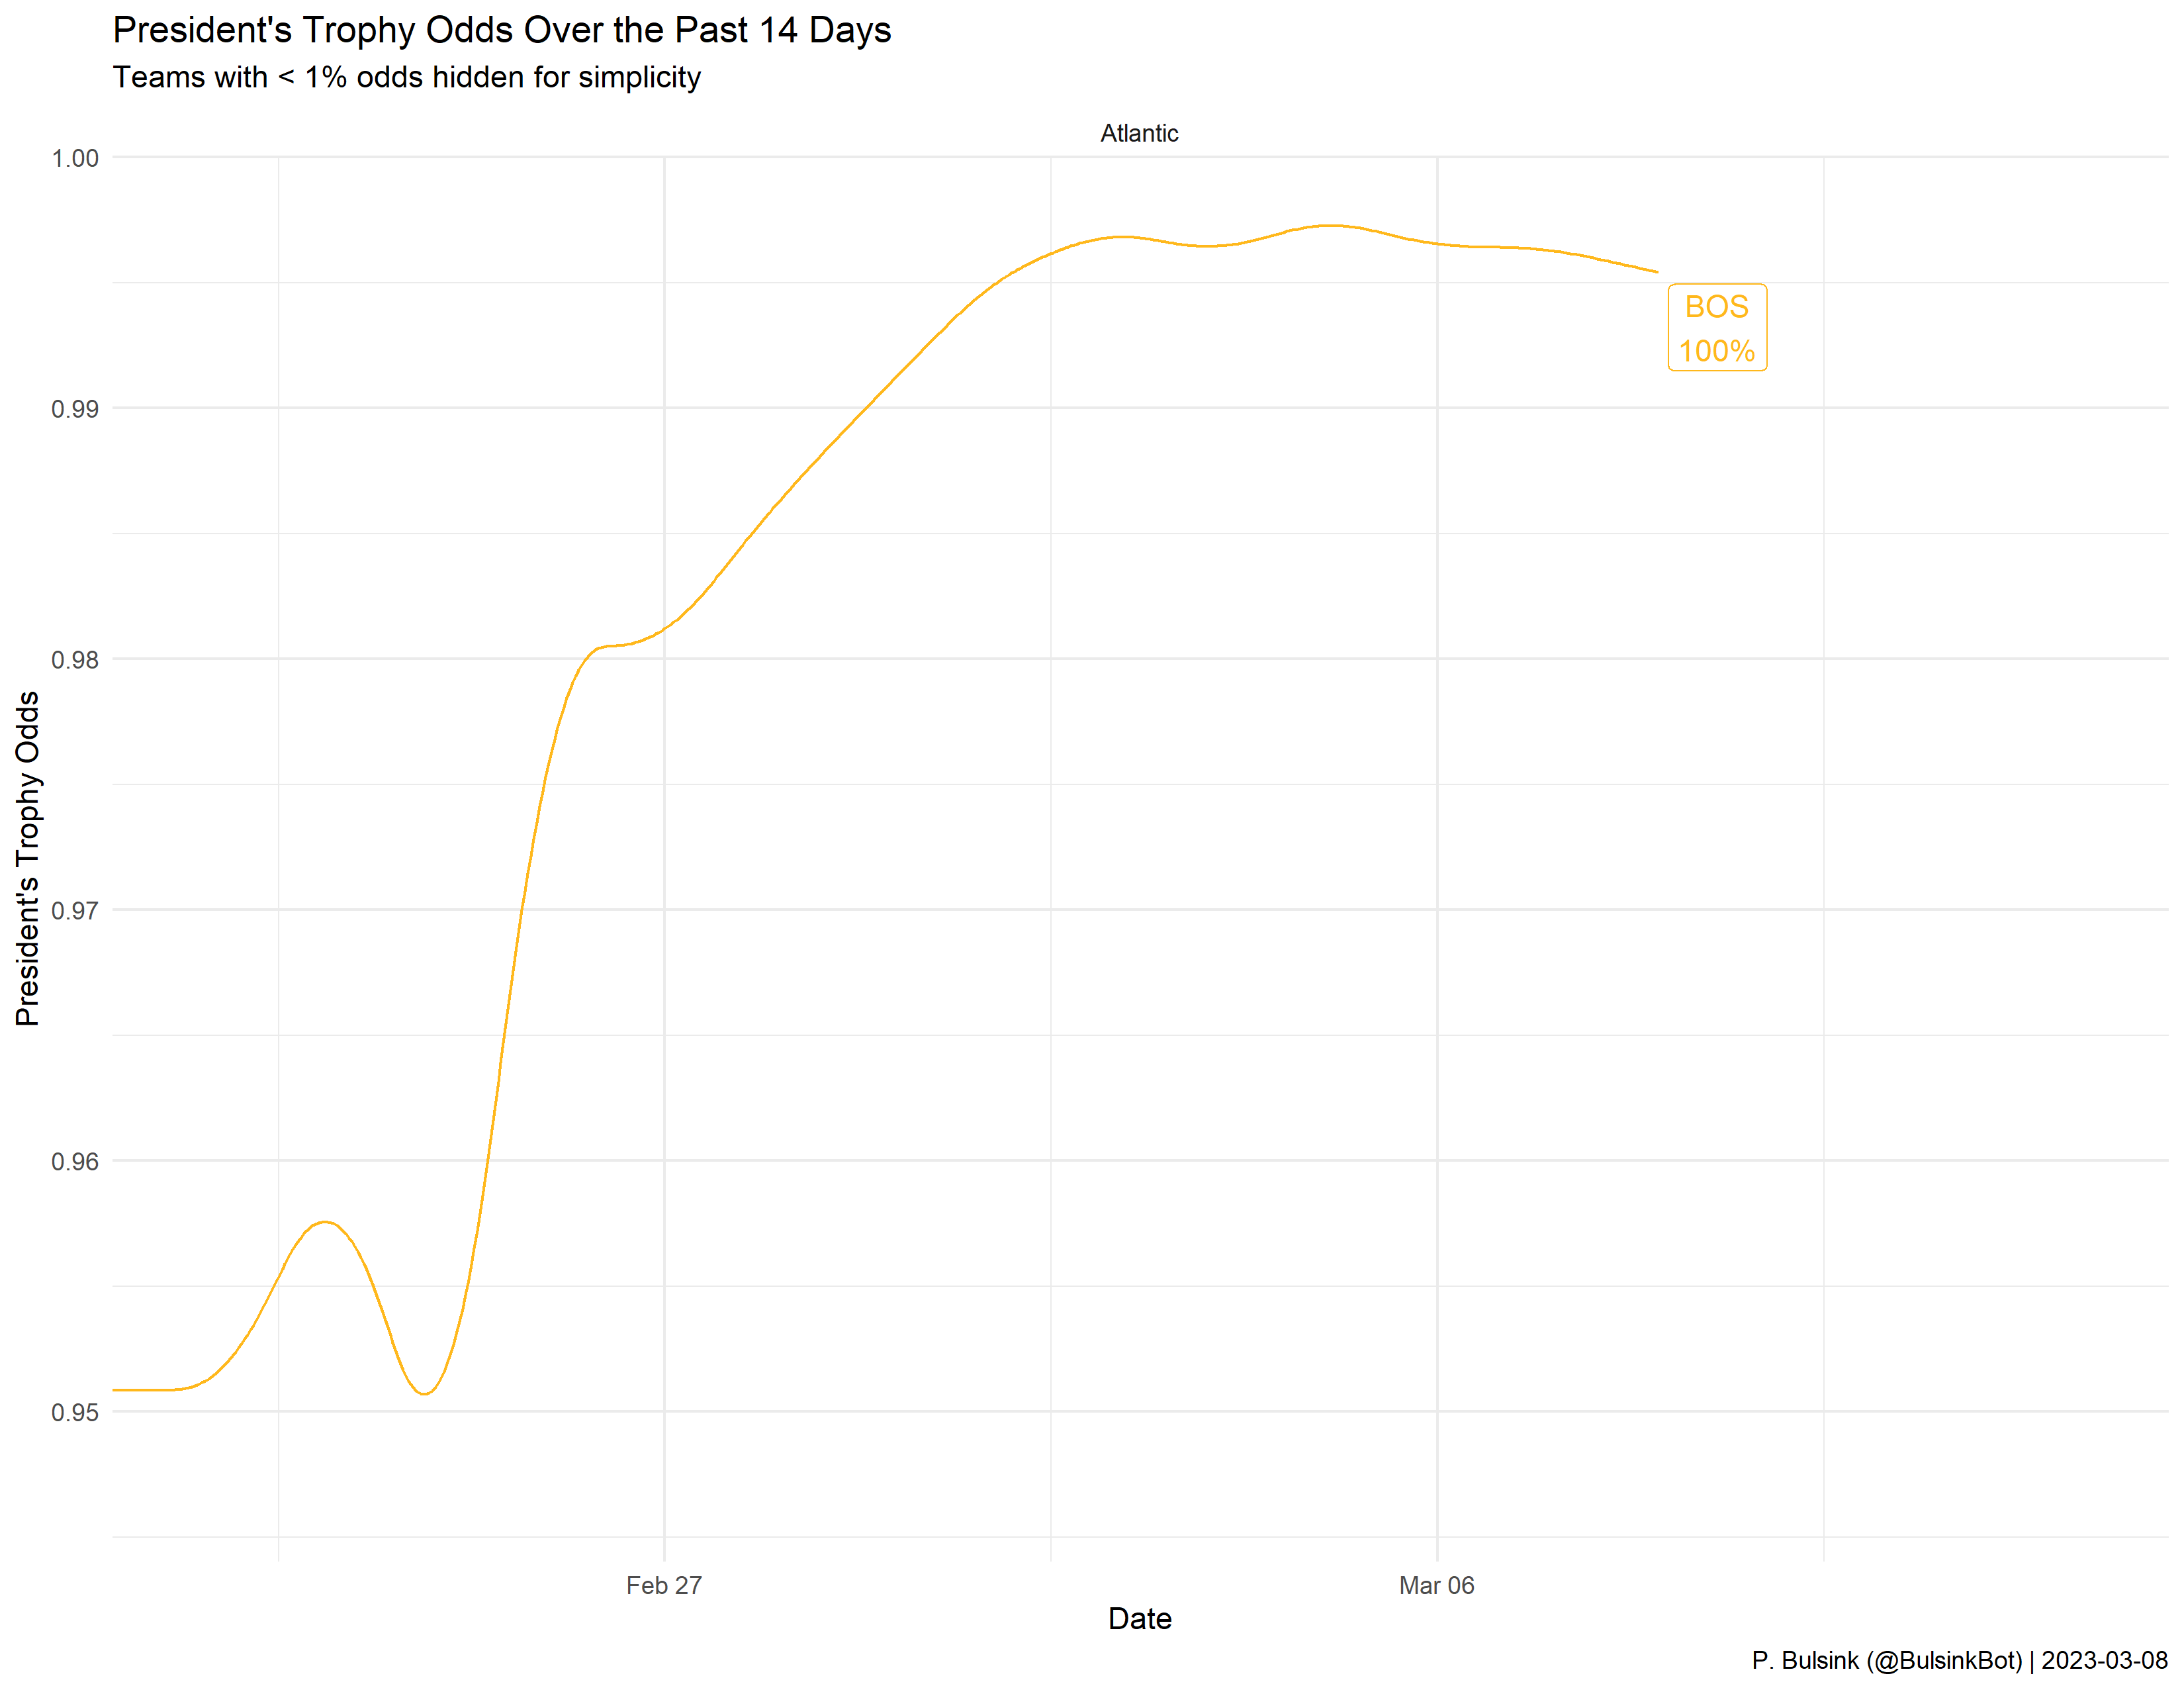 President's Trophy Odds Over the Past 14 Days
Teams with < 1% odds hidden for simplicity
Atlantic
1.00
0.99
0.98
0.97
0.96
0.95
President's Trophy Odds
BOS
100%
Feb 27
Mar 06
Date
P. Bulsink (@BulsinkBot) | 2023-03-08